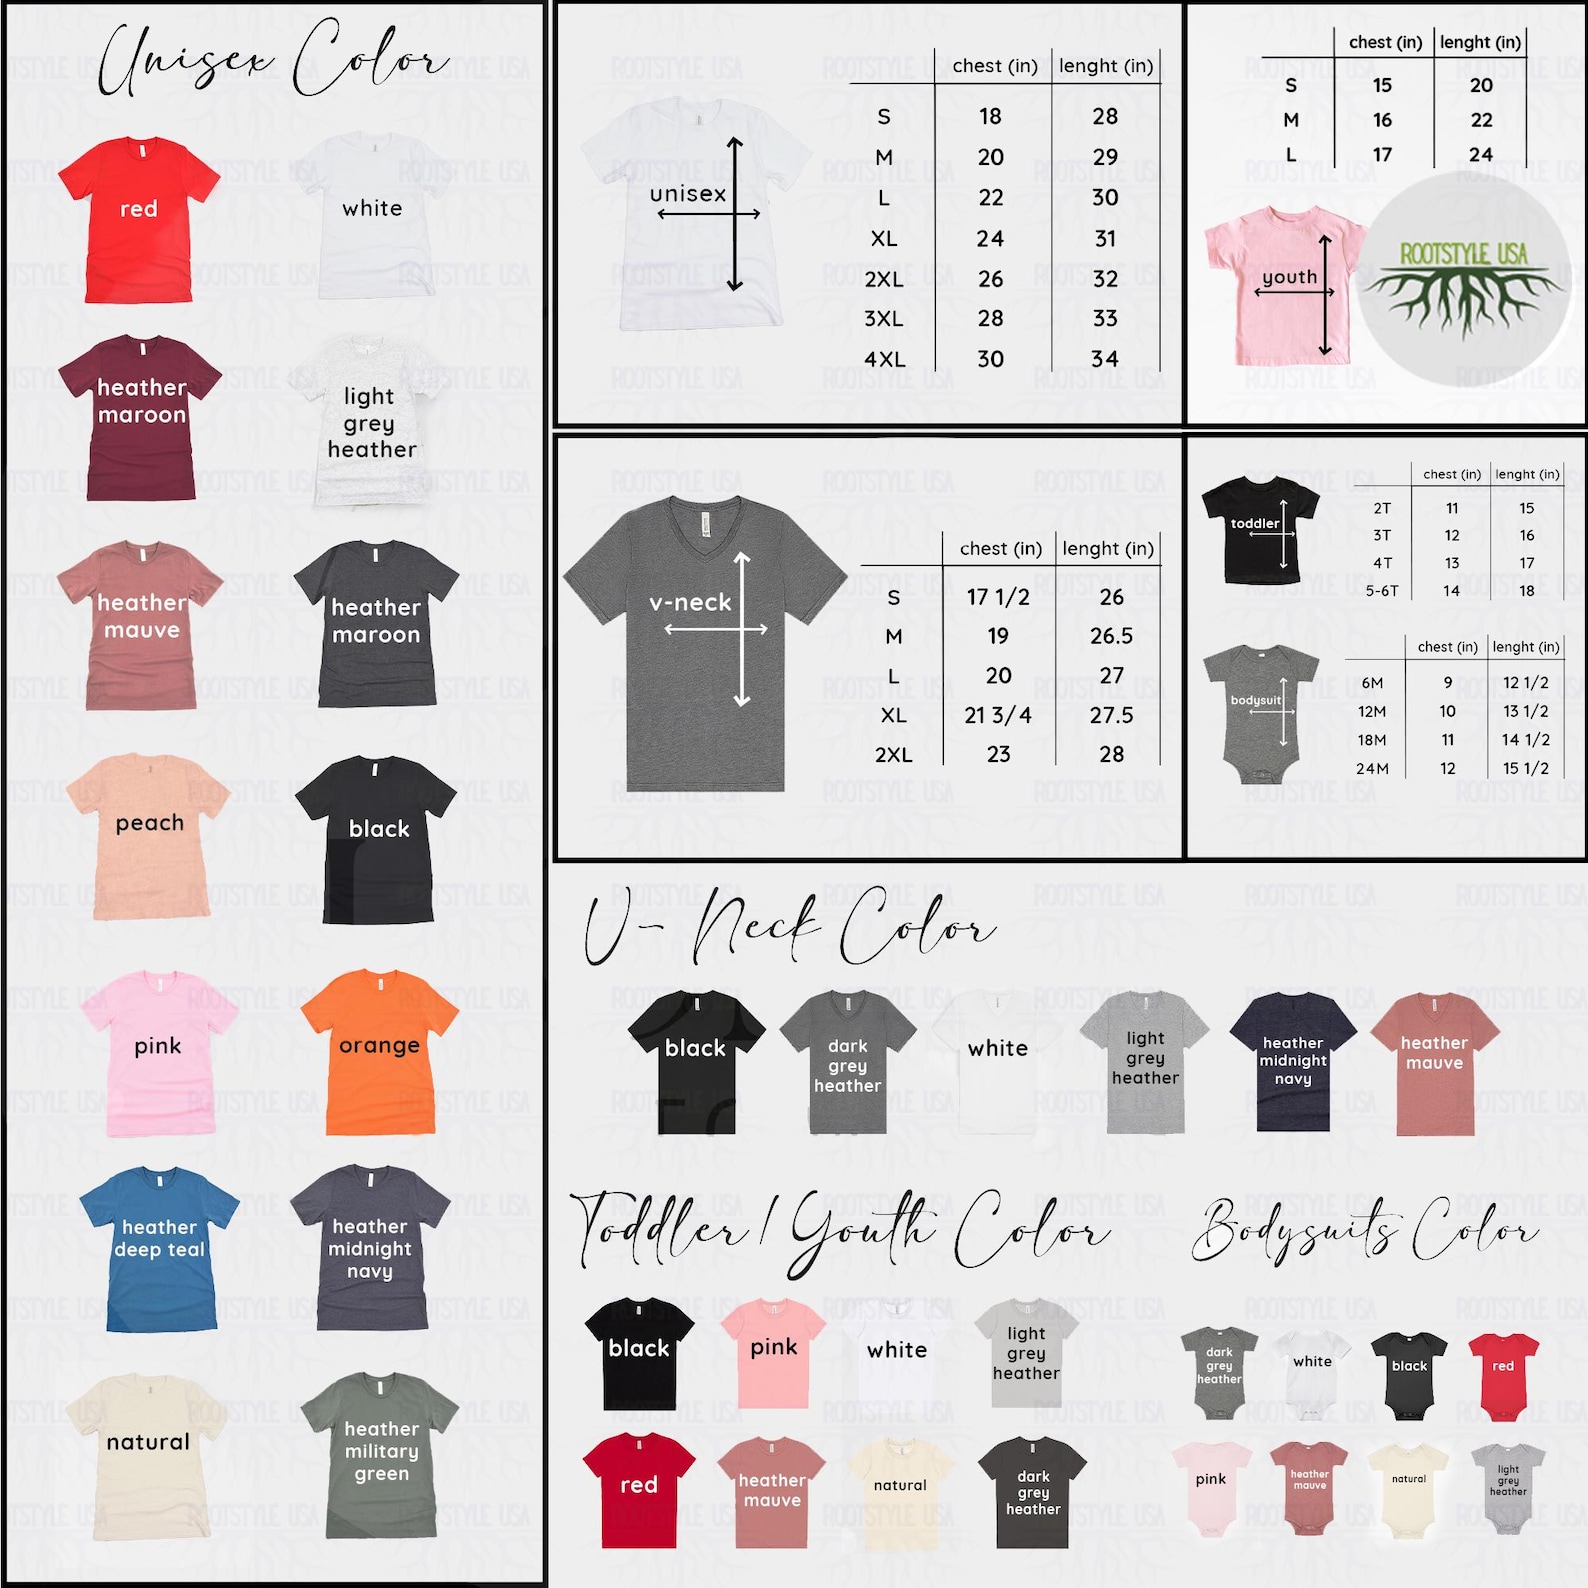 Unisex Color
red
white
heather
maroon
light
grey
heather
heather
mauve
heather
maroon
peach
black
pink
orange
heather
deep teal
heather
midnight
navy
natural
heather
military
green
unisex
chest (in) lenght (in)
S 18 28
M 20 29
L 22 30
XL 24 31
2XL 26 32
3XL 28 33
4XL 30 34
chest (in) lenght (in)
S 15 20
M 16 22
L 17 24
youth
ROOTSTYLE USA
v-neck
chest (in) lenght (in)
S 17 1/2 26
M 19 26.5
L 20 27
XL 21 3/4 27.5
2XL 23 28
toddler
chest (in) lenght (in)
2T 11 15
3T 12 16
4T 13 17
5-6T 14 18
bodysuit
chest (in) lenght (in)
6M 9 12 1/2
12M 10 13 1/2
18M 11 14 1/2
24M 12 15 1/2
V- Neck Color
black
dark
grey
heather
white
light
grey
heather
heather
midnight
navy
heather
mauve
Toddler / Youth Color
black
pink
white
light
grey
heather
red
heather
mauve
natural
dark
grey
heather
Bodysuits Color
dark
grey
heather
white
black
red
pink
heather
mauve
natural
light
grey
heather